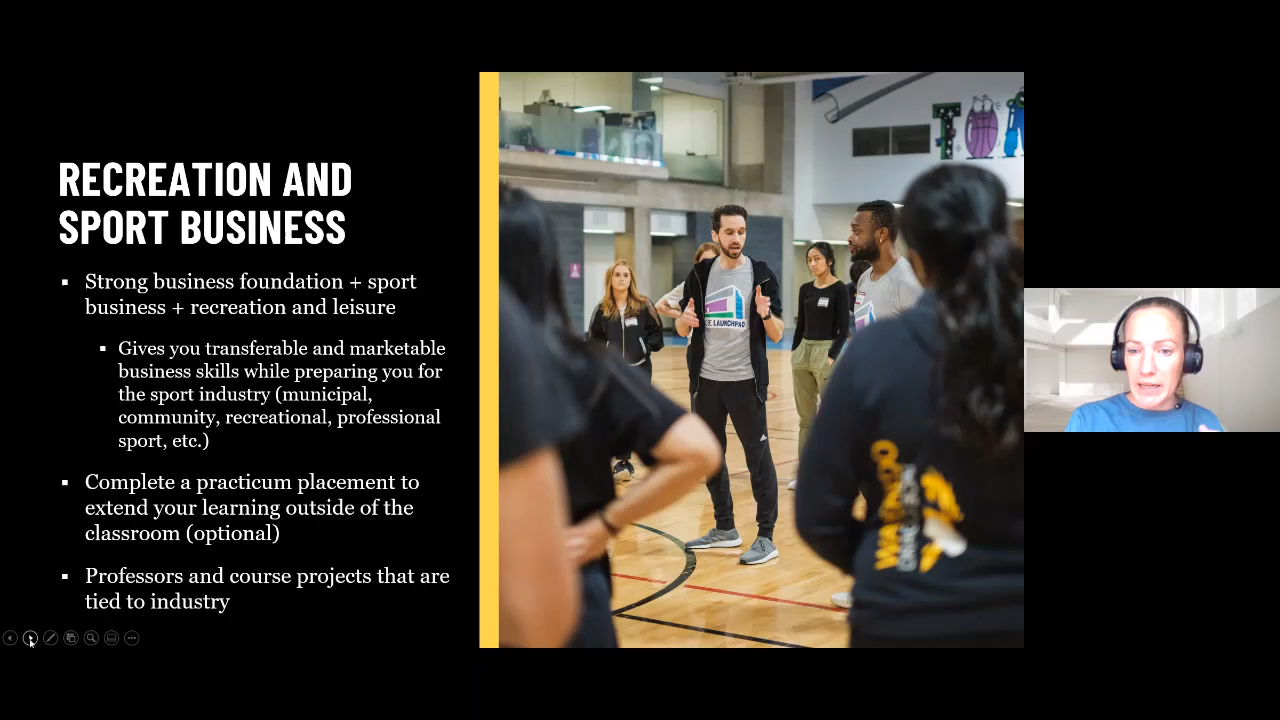 RECREATION AND
SPORT BUSINESS
▪ Strong business foundation + sport
business + recreation and leisure
▪ Gives you transferable and marketable
business skills while preparing you for
the sport industry (municipal,
community, recreational, professional
sport, etc.)
▪ Complete a practicum placement to
extend your learning outside of the
classroom (optional)
▪ Professors and course projects that are
tied to industry
LAUNCHPAD
WATERLOO